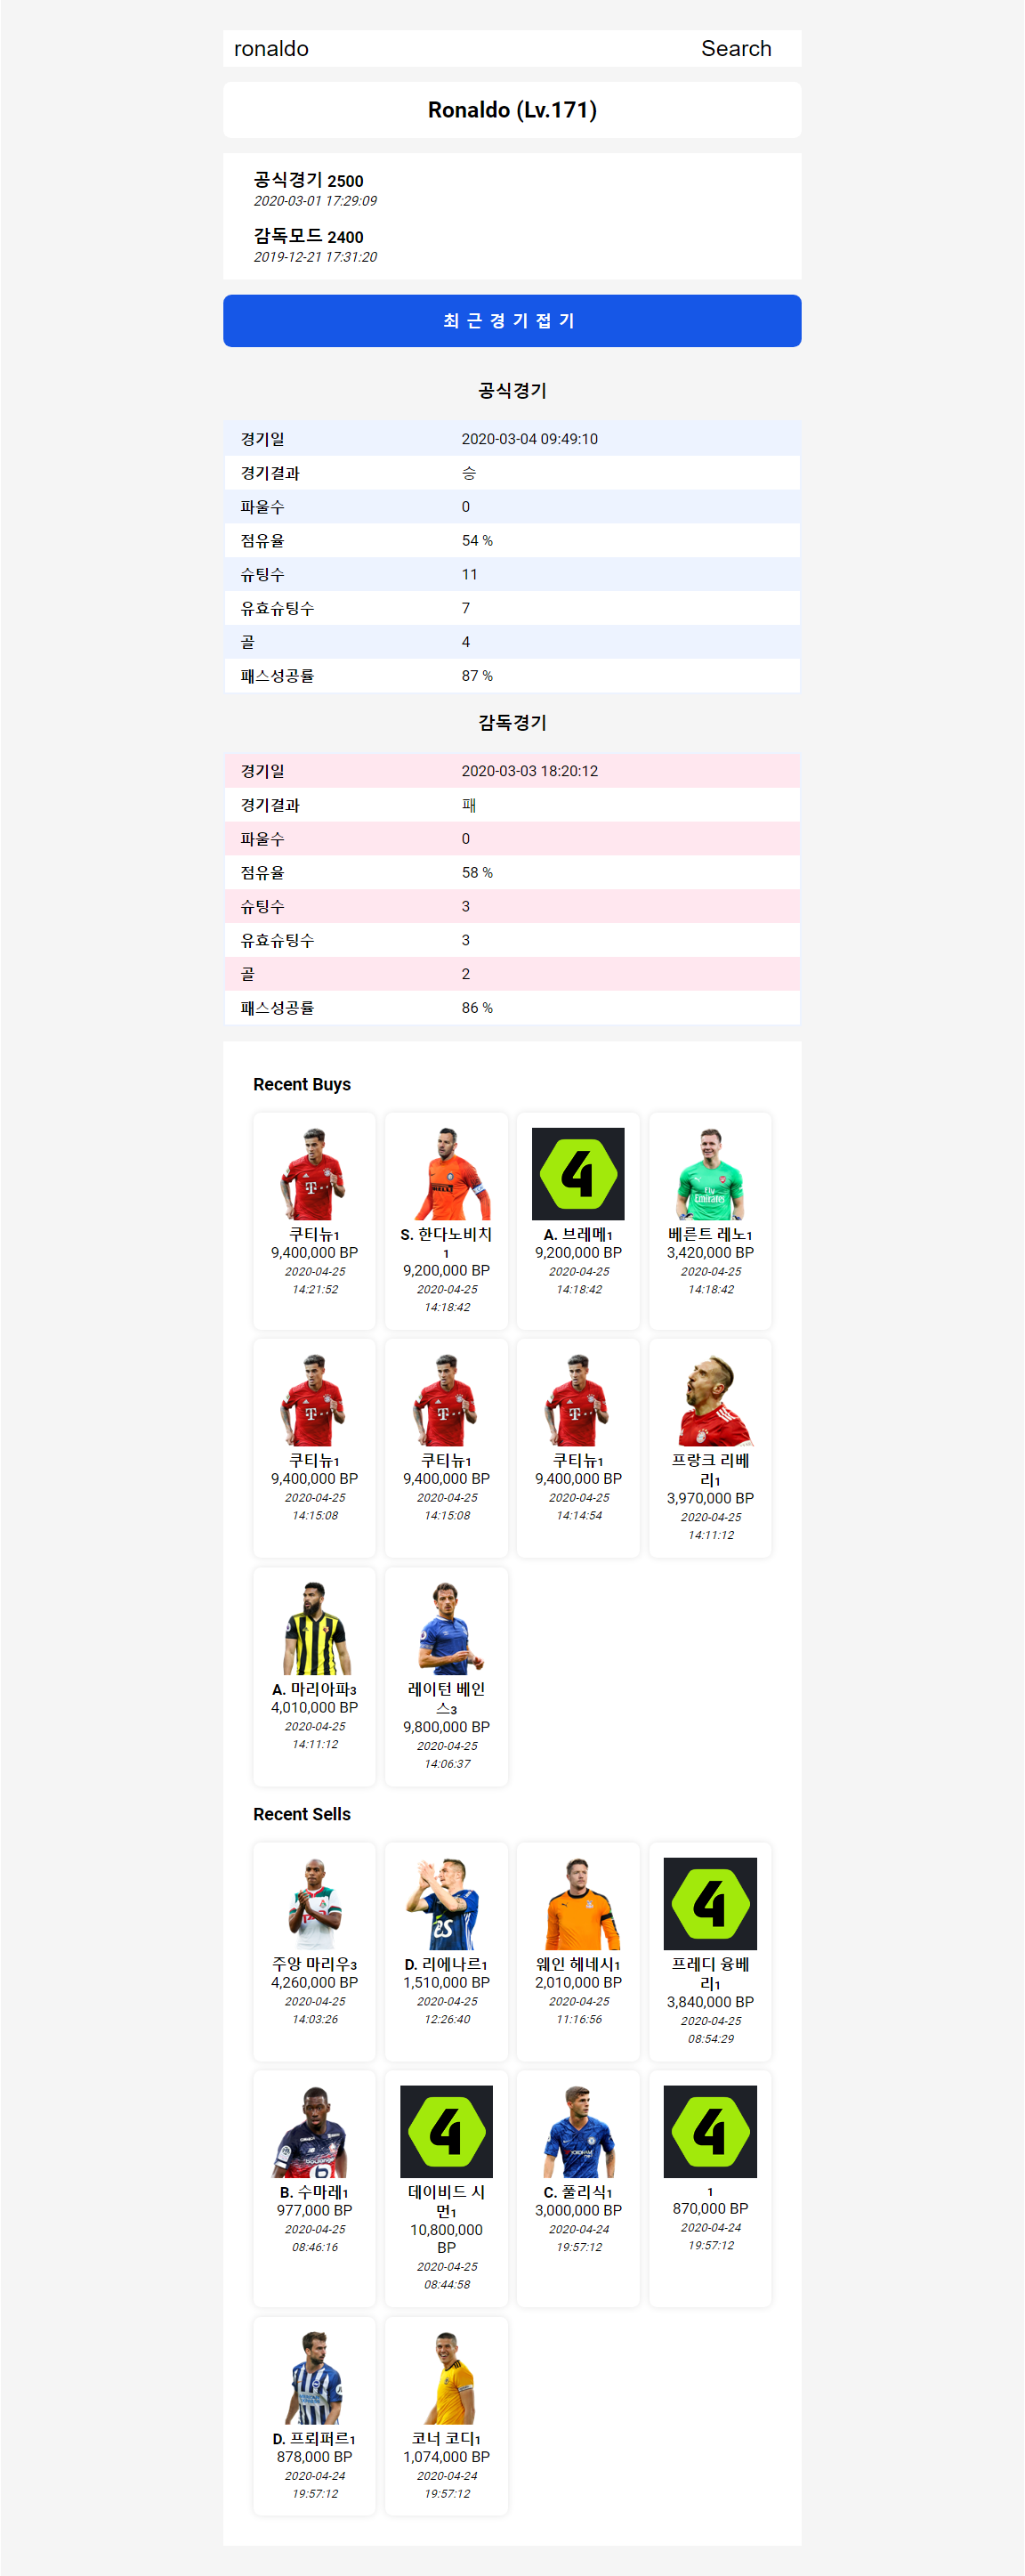 ronaldo Search
Ronaldo (Lv.171)
공식경기 2500
2020-03-01 17:29:09
감독모드 2400
2019-12-21 17:31:20
최근경기접기
공식경기
경기일 2020-03-04 09:49:10
경기결과 승
파울수 0
점유율 54 %
슈팅수 11
유효슈팅수 7
골 4
패스성공률 87 %
감독경기
경기일 2020-03-03 18:20:12
경기결과 패
파울수 0
점유율 58 %
슈팅수 3
유효슈팅수 3
골 2
패스성공률 86 %
Recent Buys
쿠티뉴1
9,400,000 BP
2020-04-25
14:21:52
S. 한다노비치
1
9,200,000 BP
2020-04-25
14:18:42
4
A. 브레메1
9,200,000 BP
2020-04-25
14:18:42
Fly
Emirates
베른트 레노1
3,420,000 BP
2020-04-25
14:18:42
쿠티뉴1
9,400,000 BP
2020-04-25
14:15:08
쿠티뉴1
9,400,000 BP
2020-04-25
14:15:08
쿠티뉴1
9,400,000 BP
2020-04-25
14:14:54
프랑크 리베
리1
3,970,000 BP
2020-04-25
14:11:12
A. 마리아파3
4,010,000 BP
2020-04-25
14:11:12
레이턴 베인
스3
9,800,000 BP
2020-04-25
14:06:37
Recent Sells
주앙 마리우3
4,260,000 BP
2020-04-25
14:03:26
D. 리에나르1
1,510,000 BP
2020-04-25
12:26:40
웨인 헤네시1
2,010,000 BP
2020-04-25
11:16:56
4
프레디 융베
리1
3,840,000 BP
2020-04-25
08:54:29
B. 수마레1
977,000 BP
2020-04-25
08:46:16
4
데이비드 시
먼1
10,800,000
BP
2020-04-25
08:44:58
C. 풀리식1
3,000,000 BP
2020-04-24
19:57:12
4
1
870,000 BP
2020-04-24
19:57:12
D. 프뢰퍼르1
878,000 BP
2020-04-24
19:57:12
코너 코디1
1,074,000 BP
2020-04-24
19:57:12